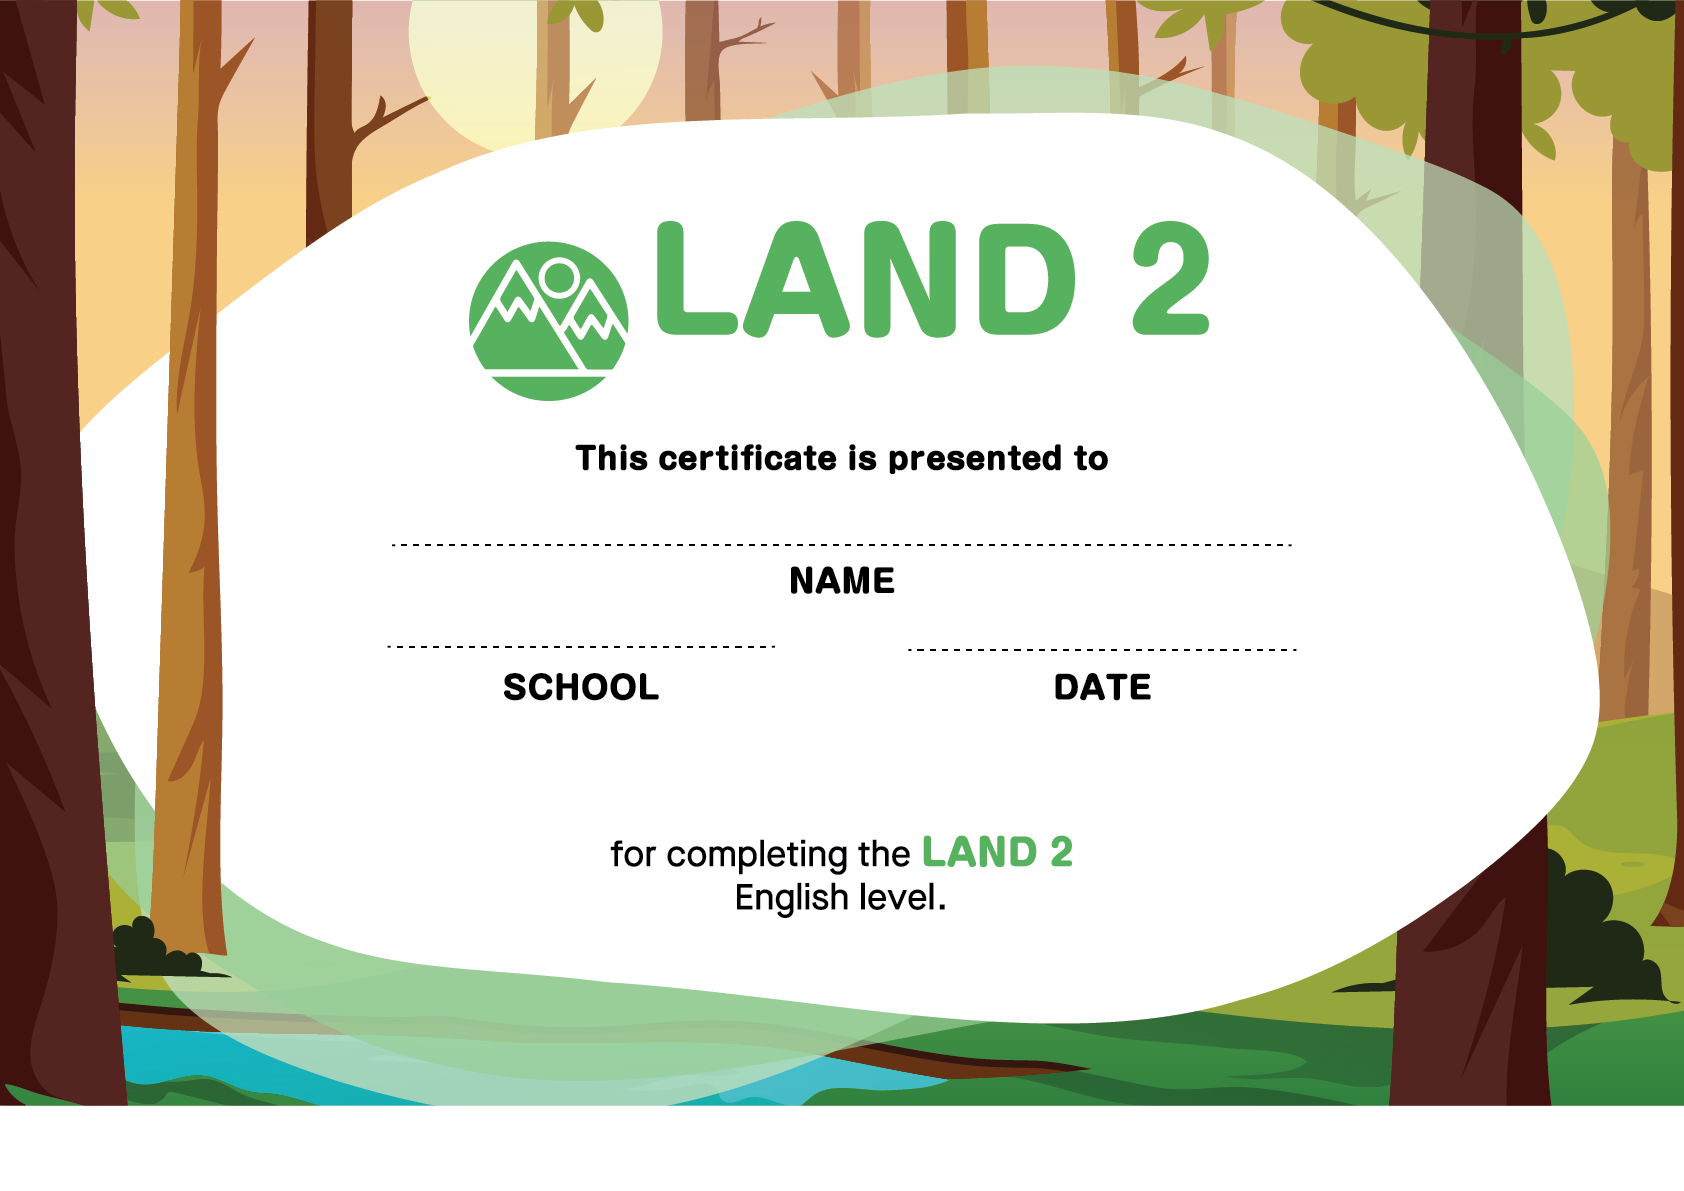 LAND 2
This certificate is presented to
NAME
SCHOOL
DATE
for completing the LAND 2
English level.